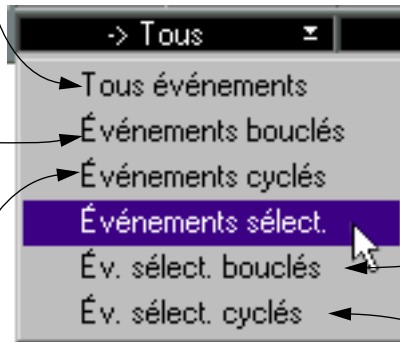 -> Tous
Tous événements
Événements bouclés
Événements cyclés
Événements sélect.
Év. sélect. bouclés
Év. sélect. cyclés